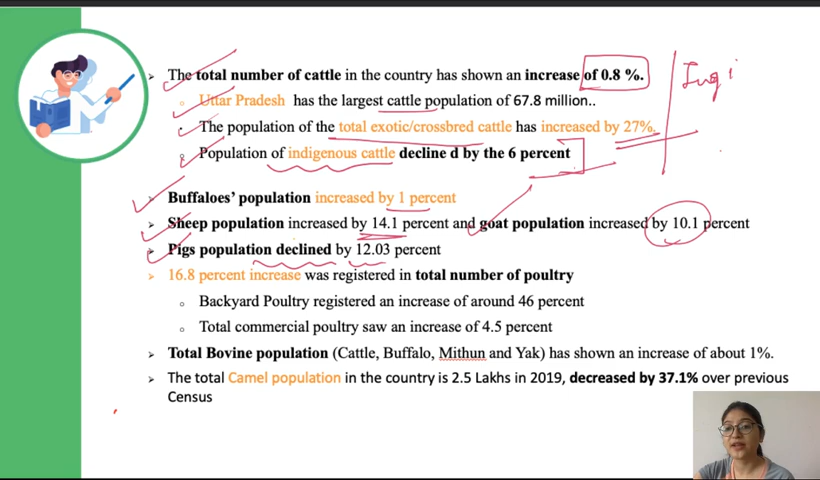 The total number of cattle in the country has shown an increase of 0.8 %.
Uttar Pradesh has the largest cattle population of 67.8 million..
The population of the total exotic/crossbred cattle has increased by 27%.
Population of indigenous cattle decline d by the 6 percent
Buffaloes' population increased by 1 percent
Sheep population increased by 14.1 percent and goat population increased by 10.1 percent
Pigs population declined by 12.03 percent
16.8 percent increase was registered in total number of poultry
Backyard Poultry registered an increase of around 46 percent
Total commercial poultry saw an increase of 4.5 percent
Total Bovine population (Cattle, Buffalo, Mithun and Yak) has shown an increase of about 1%.
The total Camel population in the country is 2.5 Lakhs in 2019, decreased by 37.1% over previous
Census